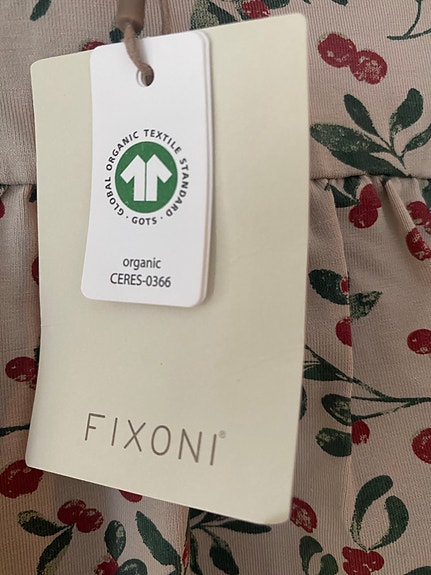 GLOBAL ORGANIC TEXTILE STANDARD
· GOTS ·
organic
CERES-0366
FIXONI®